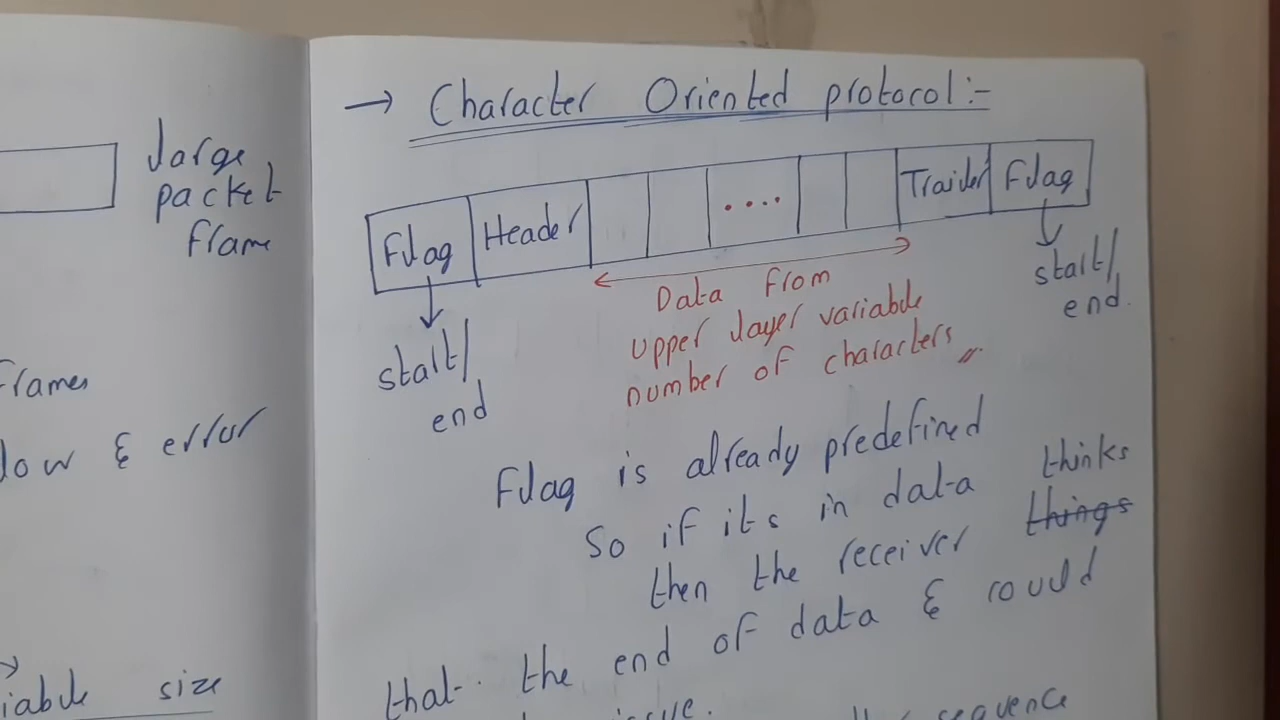 large
packet
frame
frames
& error
size
→ Character Oriented protocol:-
Flag Header .... Trailer Flag
start/
end
start/
end.
Data from
upper layer variable
number of characters
Flag is already predefined
So if its in data thinks
then the receiver things
that the end of data & could
issue. sequence